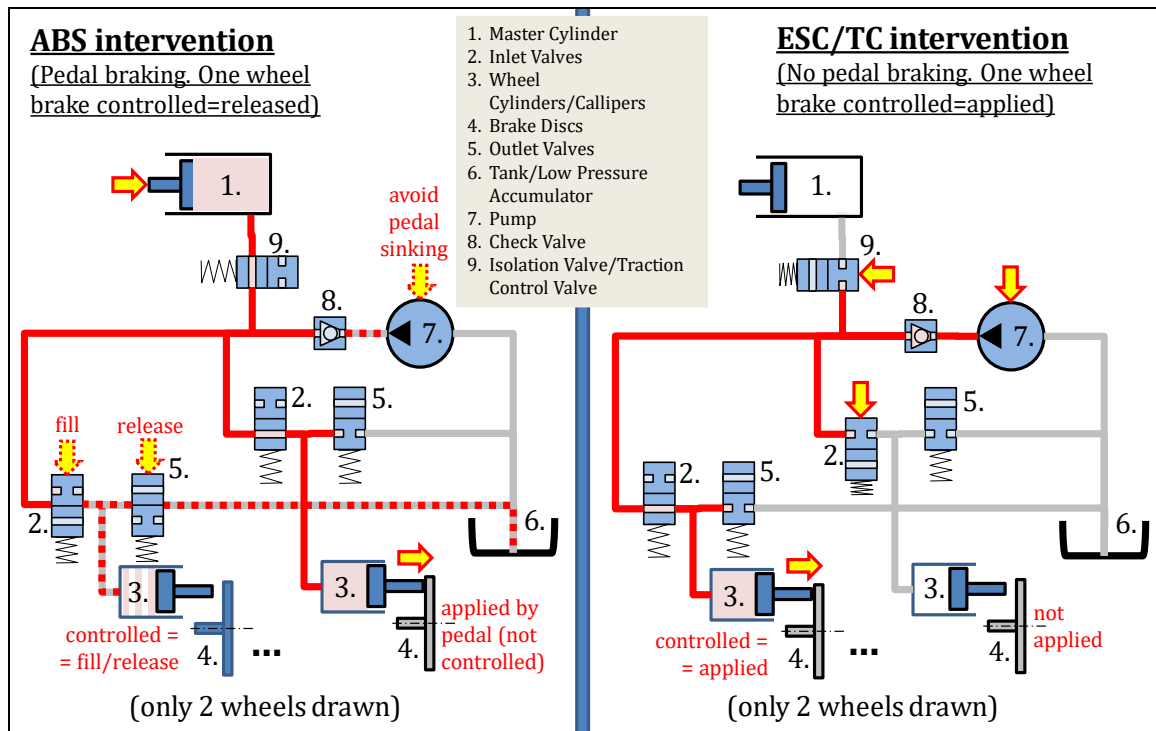 ABS intervention
(Pedal braking. One wheel
brake controlled=released)
1. Master Cylinder
2. Inlet Valves
3. Wheel
Cylinders/Callipers
4. Brake Discs
5. Outlet Valves
6. Tank/Low Pressure
Accumulator
7. Pump
8. Check Valve
9. Isolation Valve/Traction
Control Valve
ESC/TC intervention
(No pedal braking. One wheel
brake controlled=applied)
1.
avoid
pedal
sinking
9.
8.
7.
2.
5.
fill
release
5.
2.
6.
3.
3.
controlled =
= fill/release
4.
...
applied by
pedal (not
controlled)
4.
(only 2 wheels drawn)
1.
9.
8.
7.
5.
2.
2.
5.
6.
3.
3.
controlled =
= applied
4.
...
not
applied
4.
(only 2 wheels drawn)